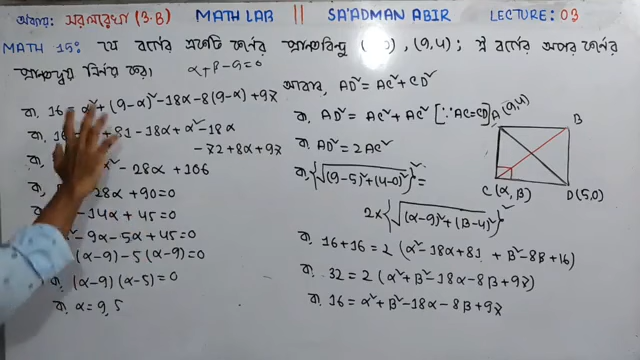 অধ্যায়: সরলরেখা (3.B) MATH LAB || SA'ADMAN ABIR LECTURE: 03
MATH 15: যে বর্গের একটি কর্ণের প্রান্তবিন্দু (5,0), (9,4); ঐ বর্গের অপর কর্ণের
প্রান্তদ্বয় নির্ণয় কর। α+β-9=0
বা, 16=α²+(9-α)²-18α-8(9-α)+97
+81-18α+α²-18α
-72+8α+97
α²-28α+106
28α+90=0
14α+45=0
-9α-5α+45=0
(α-9)-5(α-9)=0
(α-9)(α-5)=0
বা, α=9,5
আবার, AD²=AC²+CD²
বা, AD²=AC²+AC² [∵AC=CD]
বা, AD²=2AC²
বা, {√(9-5)²+(4-0)²}²=
2×{√(α-9)²+(β-4)²}²
বা, 16+16=2(α²-18α+81+β²-8β+16)
বা, 32=2(α²+β²-18α-8β+97)
বা, 16=α²+β²-18α-8β+97
A(9,4)
B
C(α,β)
D(5,0)